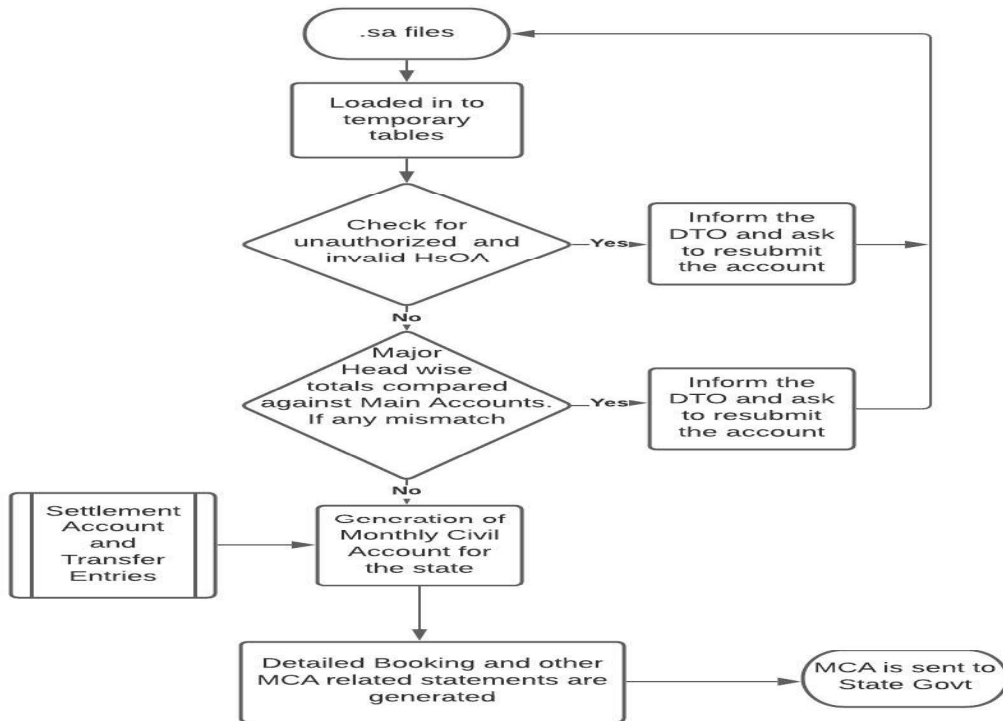 .sa files
Loaded in to
temporary
tables
Check for
unauthorized and
invalid HsOA
Yes
Inform the
DTO and ask
to resubmit
the account
No
Major
Head wise
totals compared
against Main Accounts.
If any mismatch
Yes
Inform the
DTO and ask
to resubmit
the account
No
Settlement
Account
and
Transfer
Entries
Generation of
Monthly Civil
Account for
the state
Detailed Booking and other
MCA related statements are
generated
MCA is sent to
State Govt